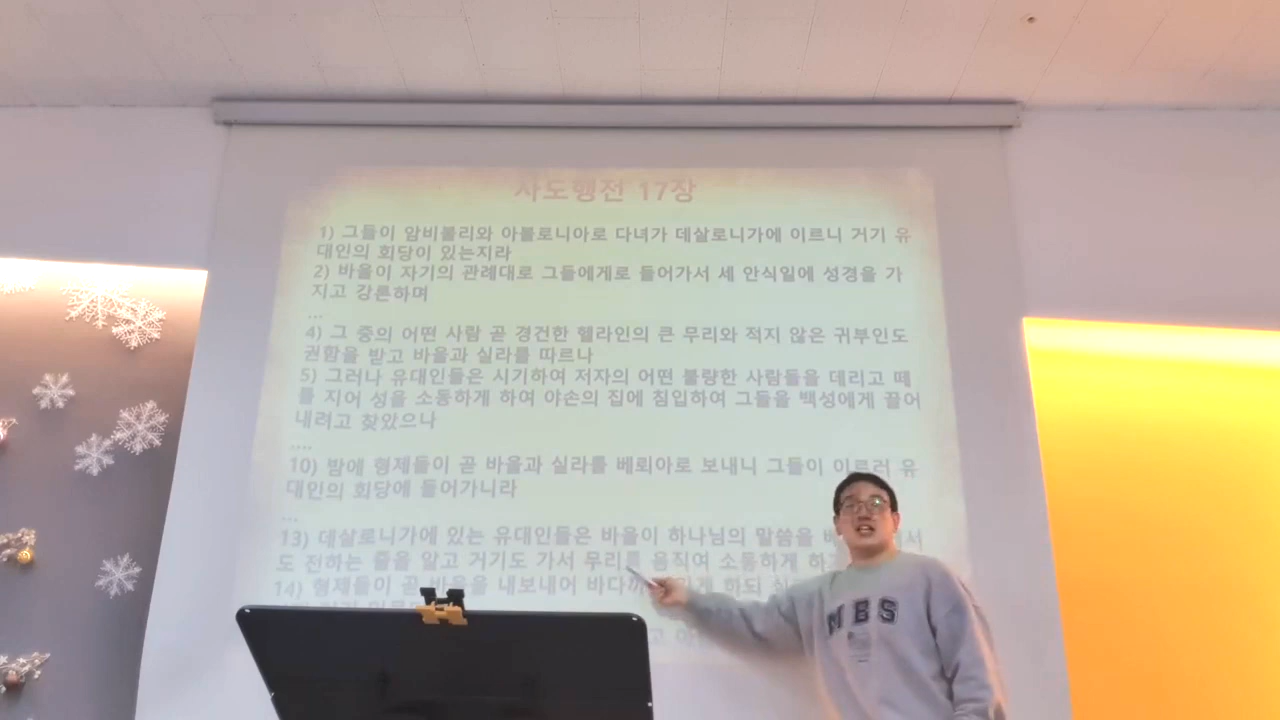 사도행전 17장
1) 그들이 암비볼리와 아볼로니아로 다녀가 데살로니가에 이르니 거기 유
대인의 회당이 있는지라
2) 바울이 자기의 관례대로 그들에게로 들어가서 세 안식일에 성경을 가
지고 강론하며
...
4) 그 중의 어떤 사람 곧 경건한 헬라인의 큰 무리와 적지 않은 귀부인도
권함을 받고 바울과 실라를 따르나
5) 그러나 유대인들은 시기하여 저자의 어떤 불량한 사람들을 데리고 떼
를 지어 성을 소동하게 하여 야손의 집에 침입하여 그들을 백성에게 끌어
내려고 찾았으나
....
10) 밤에 형제들이 곧 바울과 실라를 베뢰아로 보내니 그들이 이르러 유
대인의 회당에 들어가니라
...
13) 데살로니가에 있는 유대인들은 바울이 하나님의 말씀을
도 전하는 줄을 알고 거기도 가서 무리를 움직여 소동하게
14) 형제들이 곧 바울을 내보내어 하되
MBS